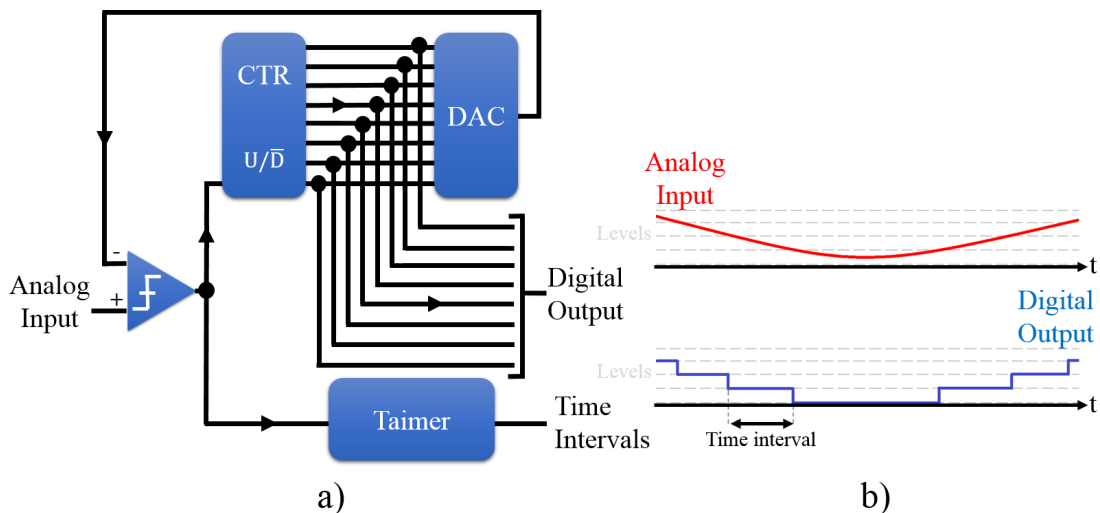 CTR
U/D̅
DAC
-
+
Analog
Input
Digital
Output
Taimer
Time
Intervals
a)
Analog
Input
Levels
t
Digital
Output
Levels
t
Time interval
b)